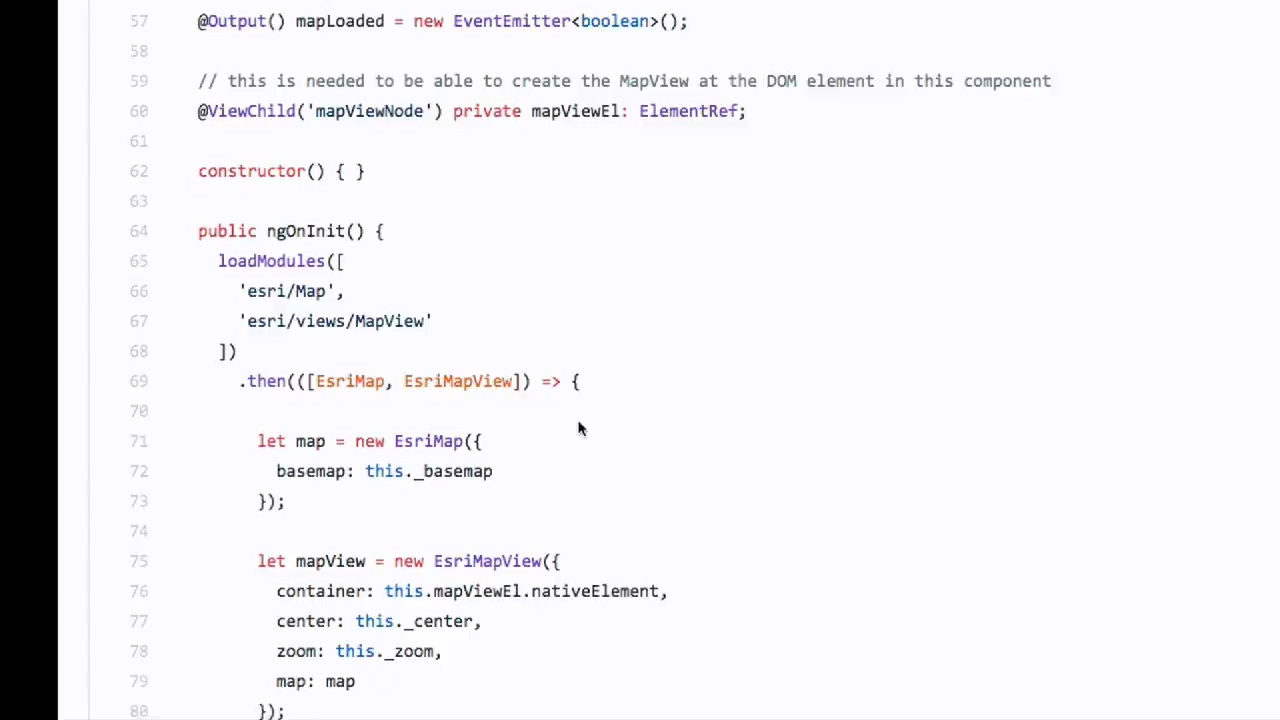 57 @Output() mapLoaded = new EventEmitter<boolean>();
58
59 // this is needed to be able to create the MapView at the DOM element in this component
60 @ViewChild('mapViewNode') private mapViewEl: ElementRef;
61
62 constructor() { }
63
64 public ngOnInit() {
65 loadModules([
66 'esri/Map',
67 'esri/views/MapView'
68 ])
69 .then(([EsriMap, EsriMapView]) => {
70
71 let map = new EsriMap({
72 basemap: this._basemap
73 });
74
75 let mapView = new EsriMapView({
76 container: this.mapViewEl.nativeElement,
77 center: this._center,
78 zoom: this._zoom,
79 map: map
80 });